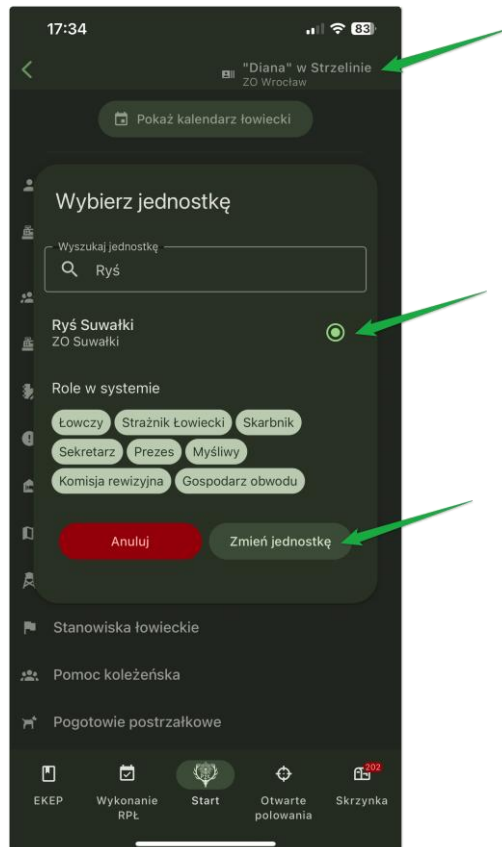 17:34
83
"Diana" w Strzelinie
ZO Wrocław
Pokaż kalendarz łowiecki
Wybierz jednostkę
Wyszukaj jednostkę
Ryś
Ryś Suwałki
ZO Suwałki
Role w systemie
Łowczy Strażnik Łowiecki Skarbnik
Sekretarz Prezes Myśliwy
Komisja rewizyjna Gospodarz obwodu
Anuluj Zmień jednostkę
Stanowiska łowieckie
Pomoc koleżeńska
Pogotowie postrzałkowe
202
EKEP Wykonanie RPŁ Start Otwarte polowania Skrzynka